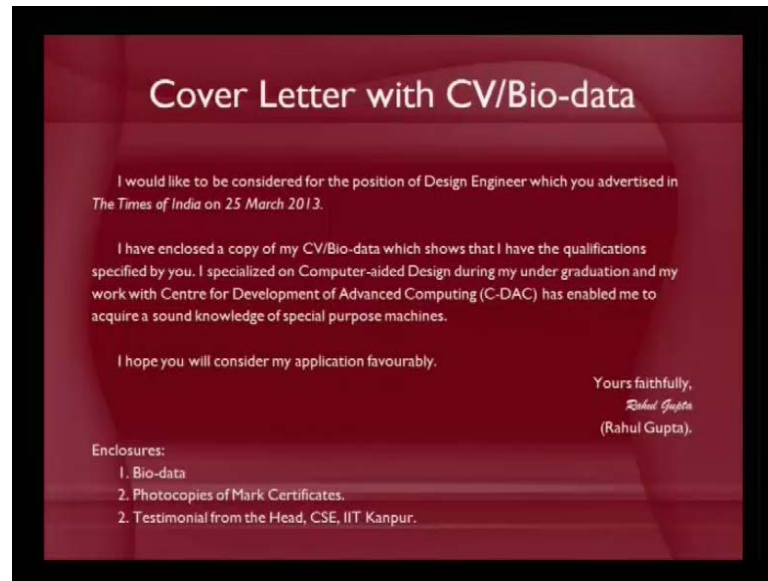 Cover Letter with CV/Bio-data
I would like to be considered for the position of Design Engineer which you advertised in
The Times of India on 25 March 2013.
I have enclosed a copy of my CV/Bio-data which shows that I have the qualifications
specified by you. I specialized on Computer-aided Design during my under graduation and my
work with Centre for Development of Advanced Computing (C-DAC) has enabled me to
acquire a sound knowledge of special purpose machines.
I hope you will consider my application favourably.
Yours faithfully,
Rahul Gupta
(Rahul Gupta).
Enclosures:
1. Bio-data
2. Photocopies of Mark Certificates.
2. Testimonial from the Head, CSE, IIT Kanpur.